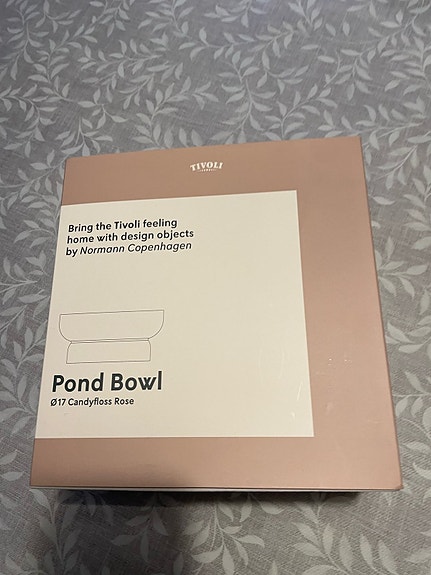 TIVOLI
Bring the Tivoli feeling
home with design objects
by Normann Copenhagen
Pond Bowl
Ø17 Candyfloss Rose